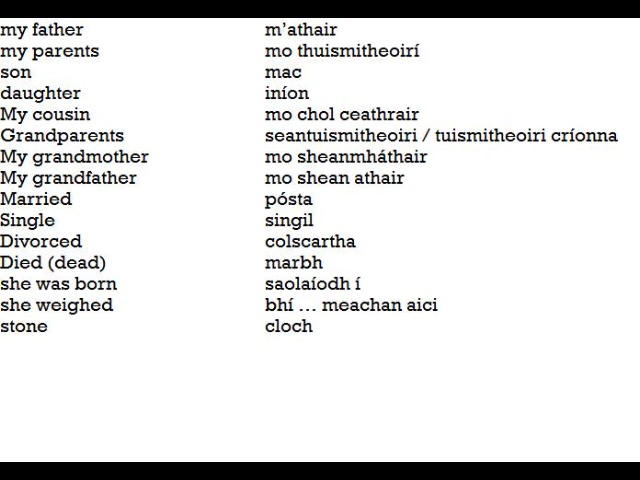 my father m’athair
my parents mo thuismitheoirí
son mac
daughter iníon
My cousin mo chol ceathrair
Grandparents seantuismitheoiri / tuismitheoiri críonna
My grandmother mo sheanmháthair
My grandfather mo shean athair
Married pósta
Single singil
Divorced colscartha
Died (dead) marbh
she was born saolaíodh í
she weighed bhí … meachan aici
stone cloch